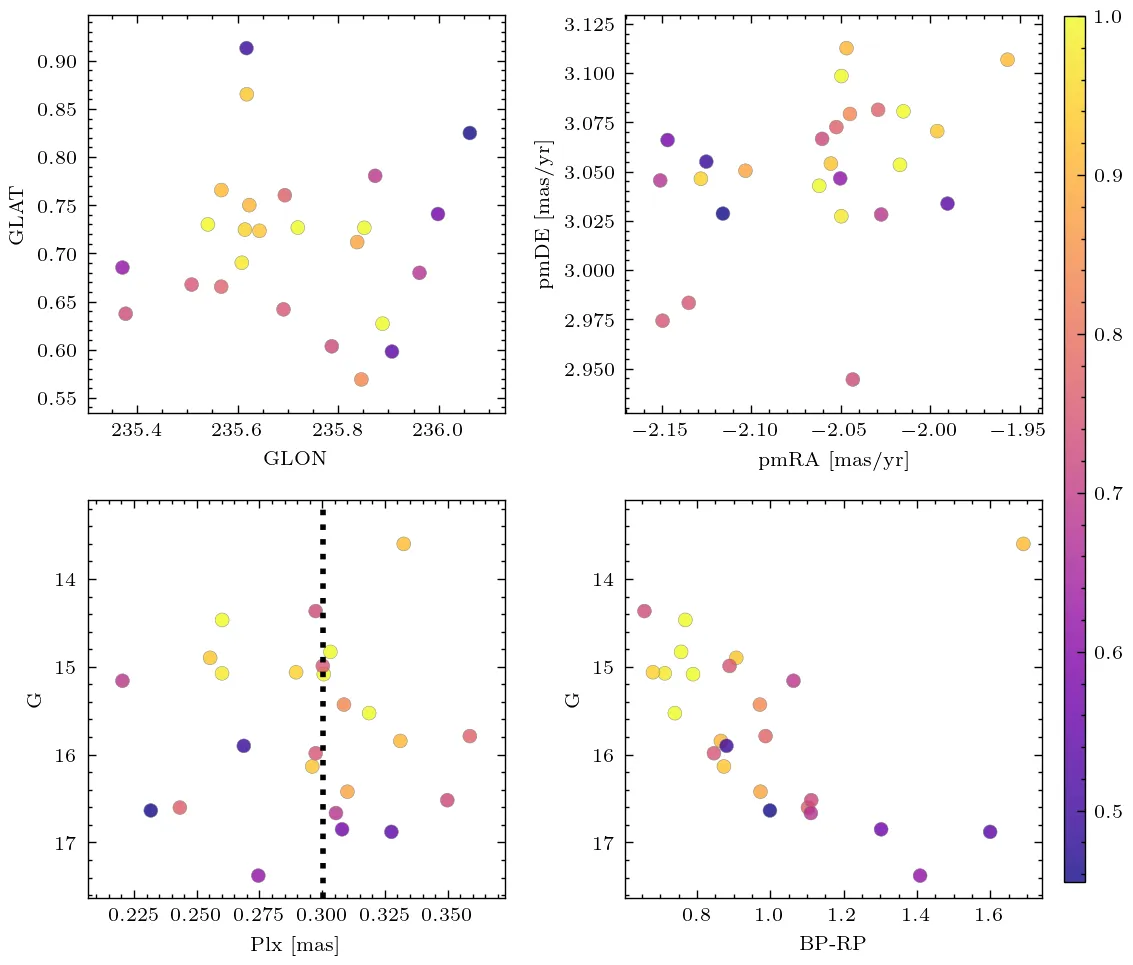 0.90
0.85
0.80
0.75
0.70
0.65
0.60
0.55
GLAT
235.4 235.6 235.8 236.0
GLON
3.125
3.100
3.075
3.050
3.025
3.000
2.975
2.950
pmDE [mas/yr]
−2.15 −2.10 −2.05 −2.00 −1.95
pmRA [mas/yr]
14
15
16
17
G
0.225 0.250 0.275 0.300 0.325 0.350
Plx [mas]
14
15
16
17
G
0.8 1.0 1.2 1.4 1.6
BP-RP
1.0
0.9
0.8
0.7
0.6
0.5